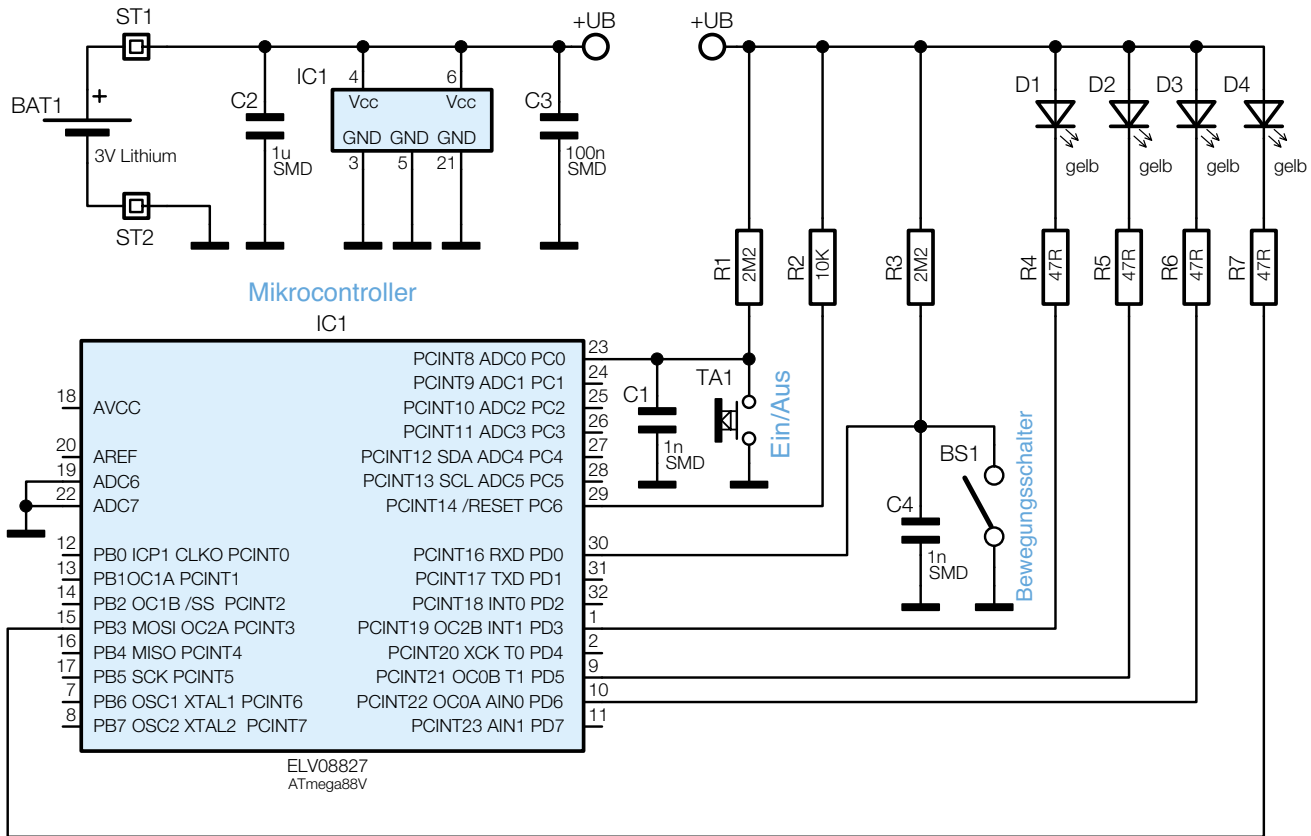 ST1
+UB
+UB
BAT1
+
3V Lithium
ST2
C2
1u
SMD
IC1
4
6
Vcc
Vcc
GND
GND
GND
3
5
21
C3
100n
SMD
D1
gelb
D2
gelb
D3
gelb
D4
gelb
R1
2M2
R2
10K
R3
2M2
R4
47R
R5
47R
R6
47R
R7
47R
Mikrocontroller
IC1
18
AVCC
20
AREF
19
ADC6
22
ADC7
12
PB0 ICP1 CLKO PCINT0
13
PB1OC1A PCINT1
14
PB2 OC1B /SS PCINT2
15
PB3 MOSI OC2A PCINT3
16
PB4 MISO PCINT4
17
PB5 SCK PCINT5
7
PB6 OSC1 XTAL1 PCINT6
8
PB7 OSC2 XTAL2 PCINT7
PCINT8 ADC0 PC0
23
PCINT9 ADC1 PC1
24
PCINT10 ADC2 PC2
25
PCINT11 ADC3 PC3
26
PCINT12 SDA ADC4 PC4
27
PCINT13 SCL ADC5 PC5
28
PCINT14 /RESET PC6
29
PCINT16 RXD PD0
30
PCINT17 TXD PD1
31
PCINT18 INT0 PD2
32
PCINT19 OC2B INT1 PD3
1
PCINT20 XCK T0 PD4
2
PCINT21 OC0B T1 PD5
9
PCINT22 OC0A AIN0 PD6
10
PCINT23 AIN1 PD7
11
ELV08827
ATmega88V
C1
1n
SMD
TA1
Ein/Aus
C4
1n
SMD
BS1
Bewegungsschalter